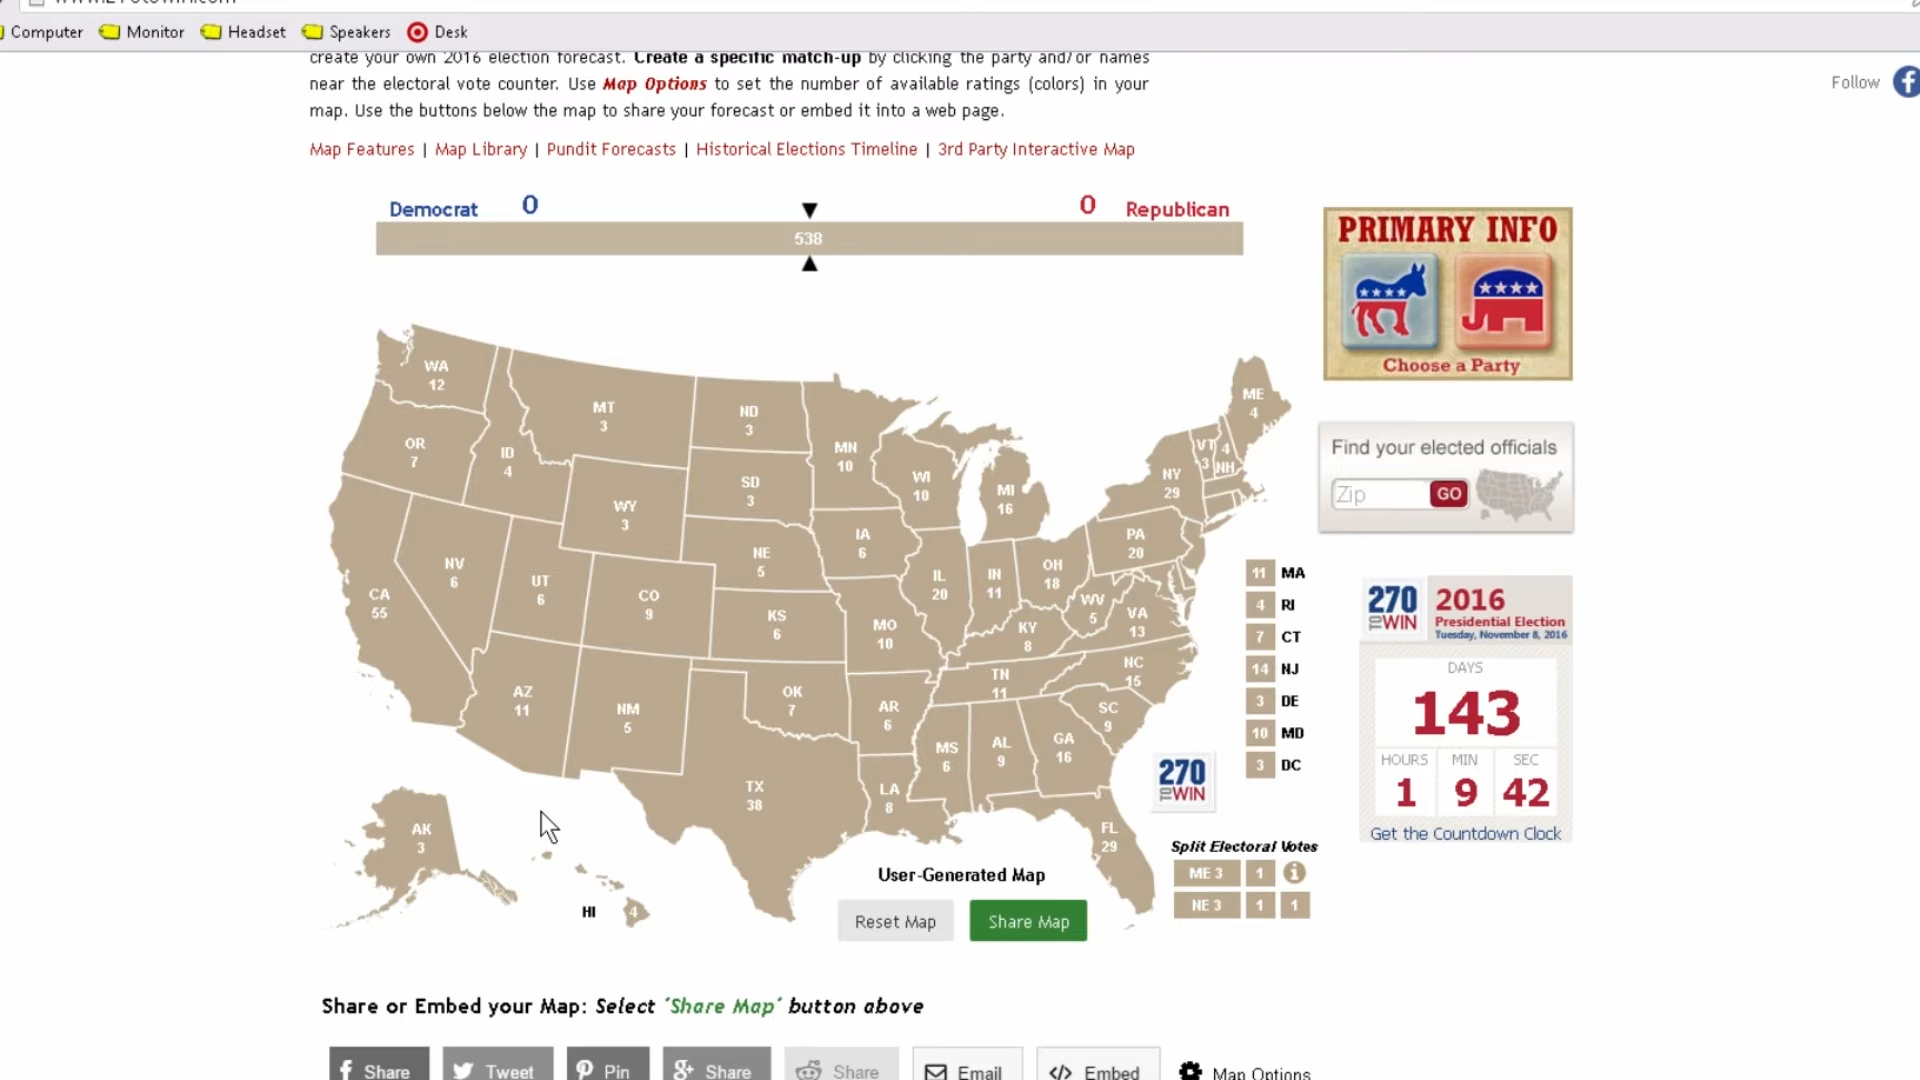 www.270towin.com
Computer Monitor Headset Speakers Desk
create your own 2016 election forecast. Create a specific match-up by clicking the party and/or names
near the electoral vote counter. Use Map Options to set the number of available ratings (colors) in your
map. Use the buttons below the map to share your forecast or embed it into a web page.
Follow
Map Features | Map Library | Pundit Forecasts | Historical Elections Timeline | 3rd Party Interactive Map
Democrat 0 0 Republican
538
WA
12
OR
7
CA
55
ID
4
NV
6
MT
3
WY
3
UT
6
AZ
11
CO
9
NM
5
ND
3
SD
3
NE
5
KS
6
OK
7
TX
38
MN
10
IA
6
MO
10
AR
6
LA
8
WI
10
IL
20
MI
16
IN
11
OH
18
KY
8
TN
11
MS
6
AL
9
GA
16
FL
29
SC
9
NC
15
VA
13
WV
5
PA
20
NY
29
VT
3
4
NH
ME
4
AK
3
HI 4
11 MA
4 RI
7 CT
14 NJ
3 DE
10 MD
3 DC
270
TO WIN
Split Electoral Votes
ME 3 1 i
NE 3 1 1
User-Generated Map
Reset Map Share Map
PRIMARY INFO
Choose a Party
Find your elected officials
Zip GO
270
TO WIN
2016
Presidential Election
Tuesday, November 8, 2016
DAYS
143
HOURS MIN SEC
1 9 42
Get the Countdown Clock
Share or Embed your Map: Select 'Share Map' button above
Share Tweet Pin Share Share Email Embed Map Options